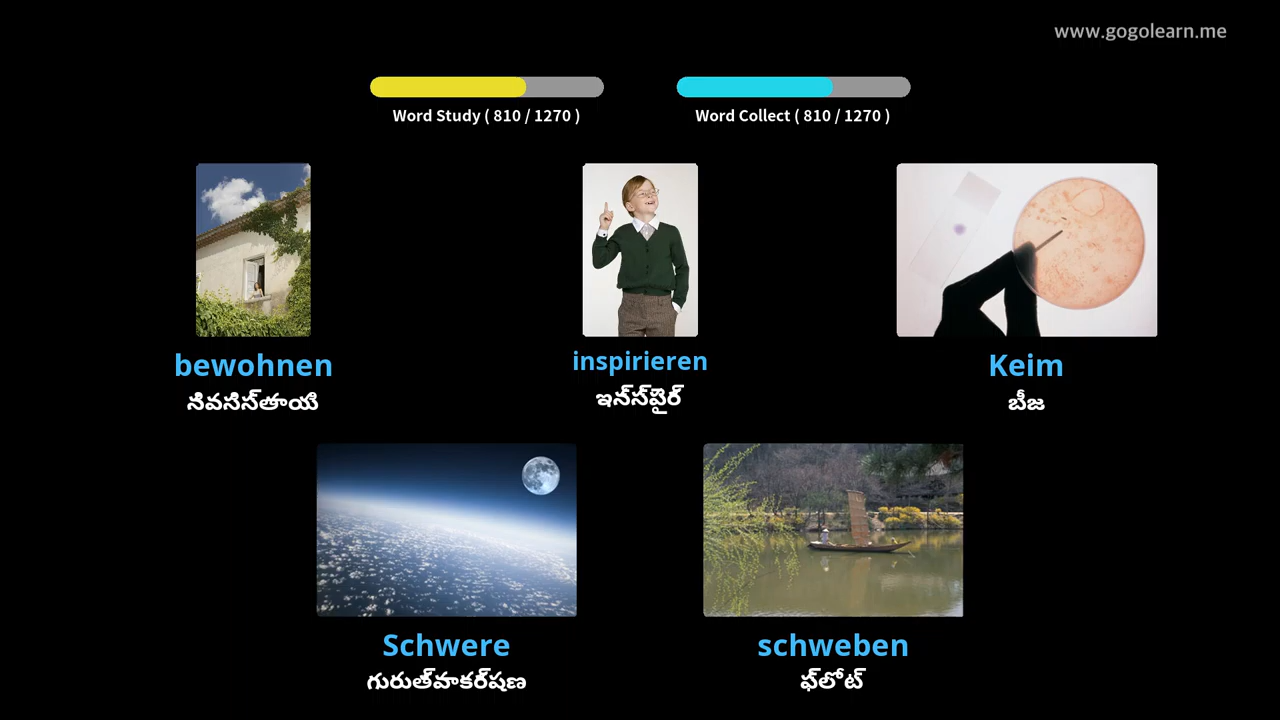 www.gogolearn.me
Word Study ( 810 / 1270 )
Word Collect ( 810 / 1270 )
bewohnen
నివసిస్తాయి
inspirieren
ఇన్స్పైర్
Keim
బీజ
Schwere
గురుత్వాకర్షణ
schweben
ఫ్లోట్